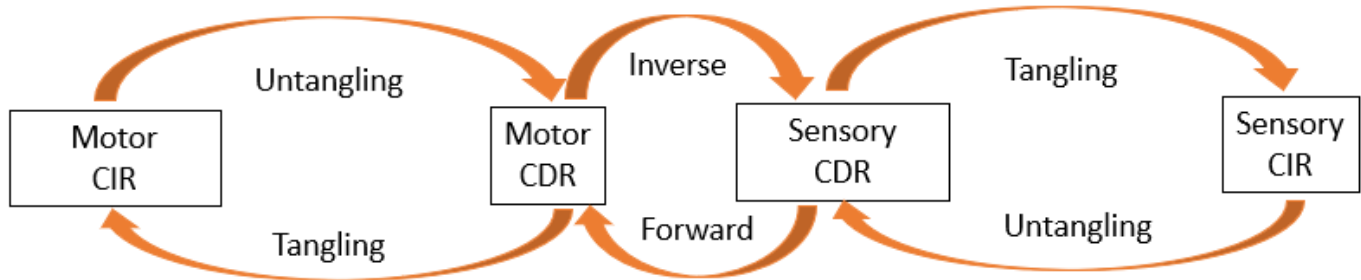 Untangling
Inverse
Tangling
Motor
CIR
Motor
CDR
Sensory
CDR
Sensory
CIR
Tangling
Forward
Untangling